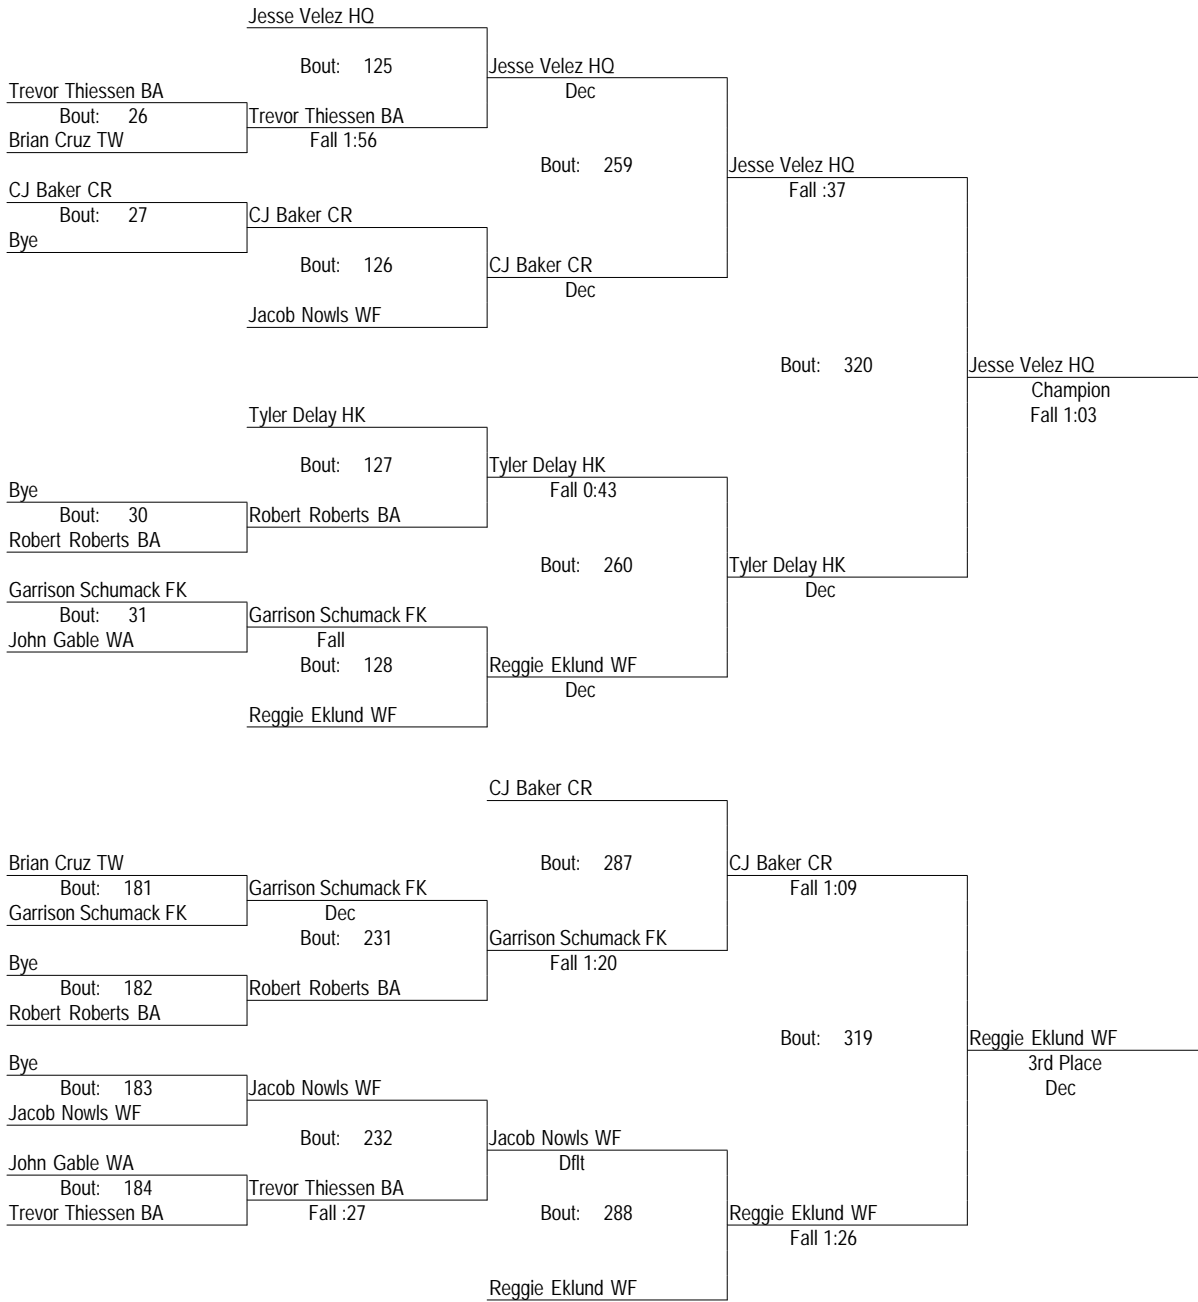 Jesse Velez HQ
Bout: 125
Jesse Velez HQ
Dec
Trevor Thiessen BA
Bout: 26
Brian Cruz TW
Trevor Thiessen BA
Fall 1:56
Bout: 259
Jesse Velez HQ
Fall :37
CJ Baker CR
Bout: 27
Bye
CJ Baker CR
Bout: 126
CJ Baker CR
Dec
Jacob Nowls WF
Bout: 320
Jesse Velez HQ
Champion
Fall 1:03
Tyler Delay HK
Bout: 127
Tyler Delay HK
Fall 0:43
Bye
Bout: 30
Robert Roberts BA
Robert Roberts BA
Bout: 260
Tyler Delay HK
Dec
Garrison Schumack FK
Bout: 31
John Gable WA
Garrison Schumack FK
Fall
Bout: 128
Reggie Eklund WF
Dec
Reggie Eklund WF
CJ Baker CR
Bout: 287
CJ Baker CR
Fall 1:09
Brian Cruz TW
Bout: 181
Garrison Schumack FK
Garrison Schumack FK
Dec
Bout: 231
Garrison Schumack FK
Fall 1:20
Bye
Bout: 182
Robert Roberts BA
Robert Roberts BA
Bout: 319
Reggie Eklund WF
3rd Place
Dec
Bye
Bout: 183
Jacob Nowls WF
Jacob Nowls WF
Bout: 232
Jacob Nowls WF
Dflt
John Gable WA
Bout: 184
Trevor Thiessen BA
Trevor Thiessen BA
Fall :27
Bout: 288
Reggie Eklund WF
Fall 1:26
Reggie Eklund WF